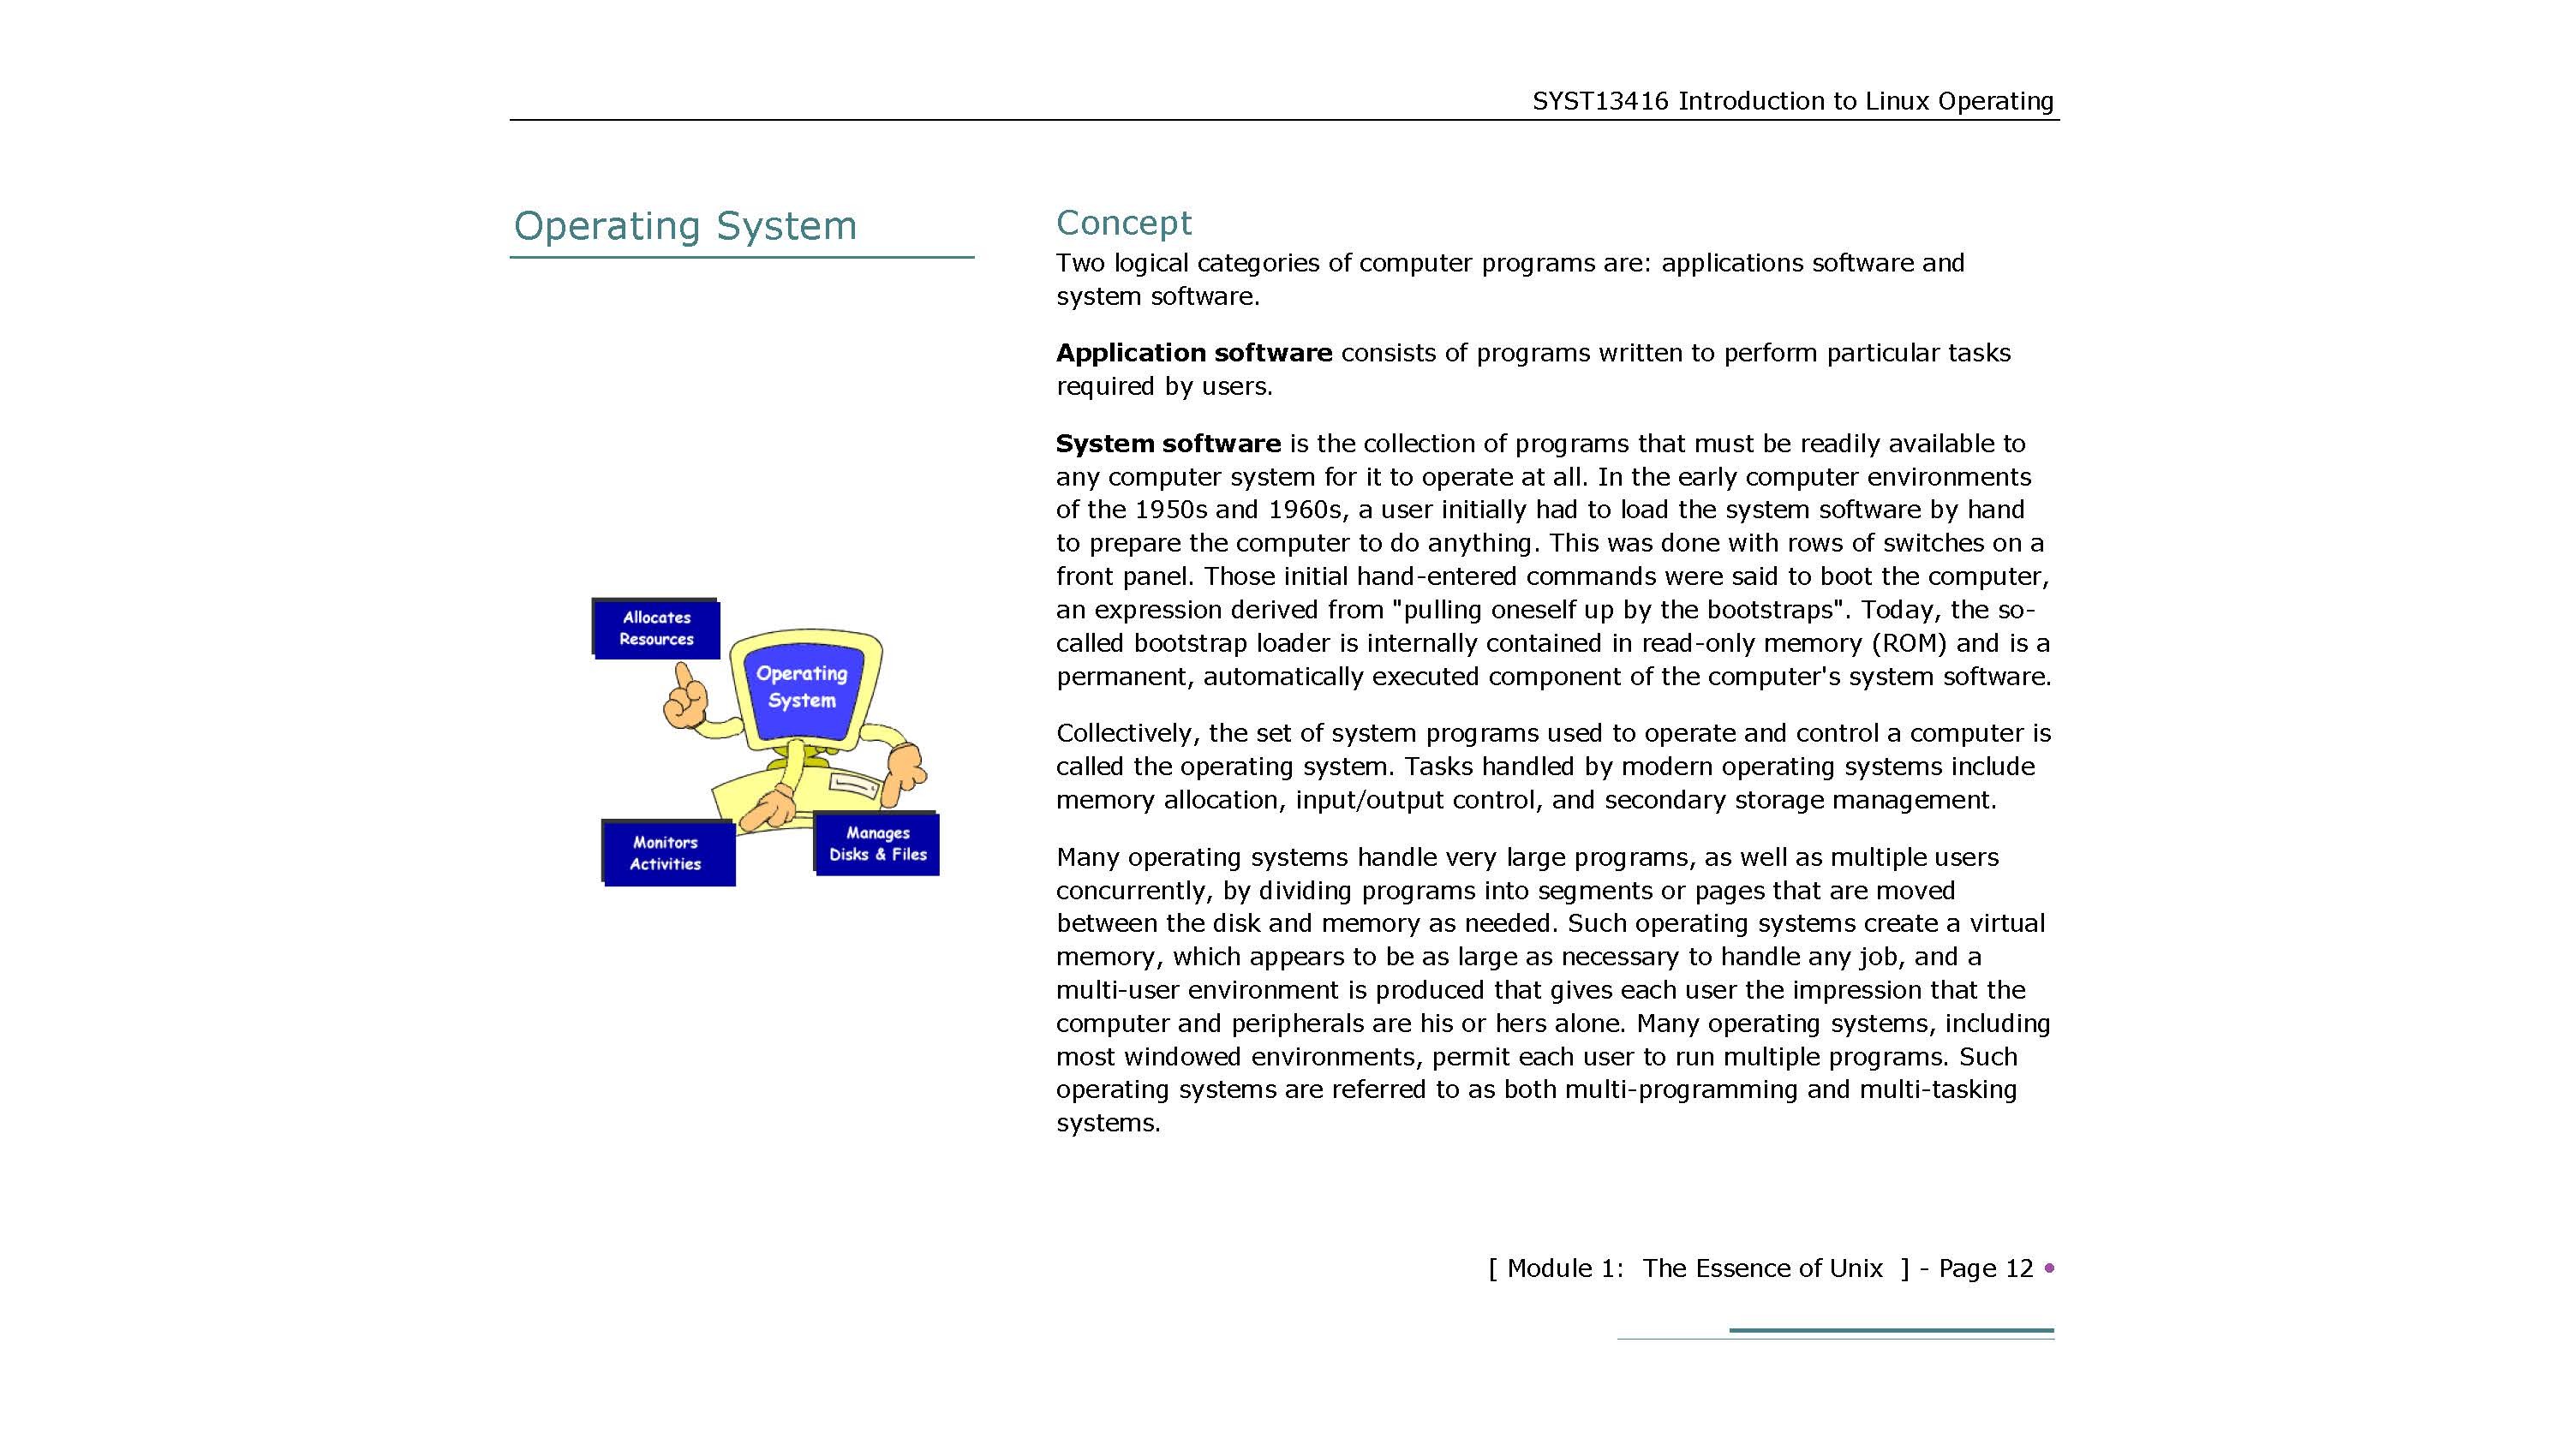 SYST13416 Introduction to Linux Operating
Operating System
Allocates
Resources
Operating
System
Monitors
Activities
Manages
Disks & Files
Concept
Two logical categories of computer programs are: applications software and
system software.
Application software consists of programs written to perform particular tasks
required by users.
System software is the collection of programs that must be readily available to
any computer system for it to operate at all. In the early computer environments
of the 1950s and 1960s, a user initially had to load the system software by hand
to prepare the computer to do anything. This was done with rows of switches on a
front panel. Those initial hand-entered commands were said to boot the computer,
an expression derived from "pulling oneself up by the bootstraps". Today, the so-
called bootstrap loader is internally contained in read-only memory (ROM) and is a
permanent, automatically executed component of the computer's system software.
Collectively, the set of system programs used to operate and control a computer is
called the operating system. Tasks handled by modern operating systems include
memory allocation, input/output control, and secondary storage management.
Many operating systems handle very large programs, as well as multiple users
concurrently, by dividing programs into segments or pages that are moved
between the disk and memory as needed. Such operating systems create a virtual
memory, which appears to be as large as necessary to handle any job, and a
multi-user environment is produced that gives each user the impression that the
computer and peripherals are his or hers alone. Many operating systems, including
most windowed environments, permit each user to run multiple programs. Such
operating systems are referred to as both multi-programming and multi-tasking
systems.
[ Module 1:  The Essence of Unix  ] - Page 12 •